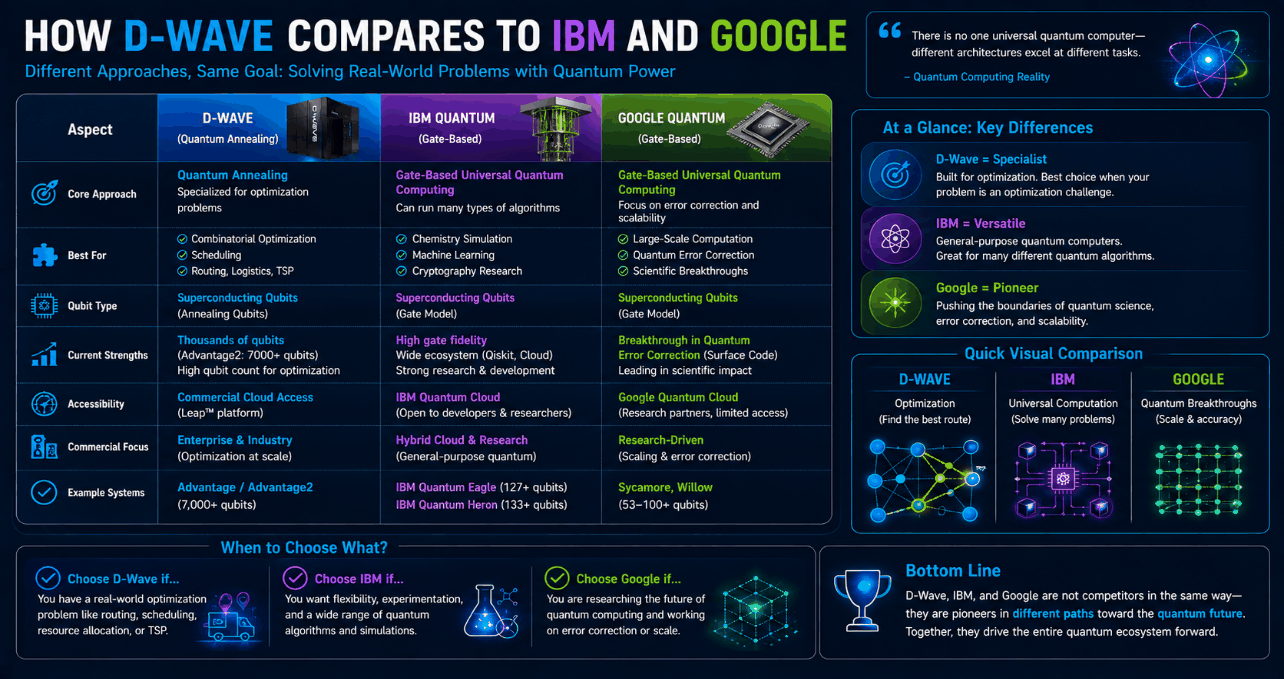 HOW D-WAVE COMPARES TO IBM AND GOOGLE
Different Approaches, Same Goal: Solving Real-World Problems with Quantum Power
“ There is no one universal quantum computer—
different architectures excel at different tasks.
– Quantum Computing Reality
Aspect
D-WAVE
(Quantum Annealing)
D-WAVE
IBM QUANTUM
(Gate-Based)
GOOGLE QUANTUM
(Gate-Based)
Core Approach
Quantum Annealing
Specialized for optimization
problems
Gate-Based Universal Quantum
Computing
Can run many types of algorithms
Gate-Based Universal Quantum
Computing
Focus on error correction and
scalability
Best For
Combinatorial Optimization
Scheduling
Routing, Logistics, TSP
Chemistry Simulation
Machine Learning
Cryptography Research
Large-Scale Computation
Quantum Error Correction
Scientific Breakthroughs
Qubit Type
Superconducting Qubits
(Annealing Qubits)
Superconducting Qubits
(Gate Model)
Superconducting Qubits
(Gate Model)
Current Strengths
Thousands of qubits
(Advantage2: 7000+ qubits)
High qubit count for optimization
High gate fidelity
Wide ecosystem (Qiskit, Cloud)
Strong research & development
Breakthrough in Quantum
Error Correction (Surface Code)
Leading in scientific impact
Accessibility
Commercial Cloud Access
(Leap™ platform)
IBM Quantum Cloud
(Open to developers & researchers)
Google Quantum Cloud
(Research partners, limited access)
Commercial Focus
Enterprise & Industry
(Optimization at scale)
Hybrid Cloud & Research
(General-purpose quantum)
Research-Driven
(Scaling & error correction)
Example Systems
Advantage / Advantage2
(7,000+ qubits)
IBM Quantum Eagle (127+ qubits)
IBM Quantum Heron (133+ qubits)
Sycamore, Willow
(53–100+ qubits)
At a Glance: Key Differences
D-Wave = Specialist
Built for optimization. Best choice when your
problem is an optimization challenge.
IBM = Versatile
General-purpose quantum computers.
Great for many different quantum algorithms.
Google = Pioneer
Pushing the boundaries of quantum science,
error correction, and scalability.
Quick Visual Comparison
D-WAVE
Optimization
(Find the best route)
IBM
Universal Computation
(Solve many problems)
GOOGLE
Quantum Breakthroughs
(Scale & accuracy)
When to Choose What?
Choose D-Wave if...
You have a real-world optimization
problem like routing, scheduling,
resource allocation, or TSP.
Choose IBM if...
You want flexibility, experimentation,
and a wide range of quantum
algorithms and simulations.
Choose Google if...
You are researching the future of
quantum computing and working
on error correction or scale.
Bottom Line
D-Wave, IBM, and Google are not competitors in the same way—
they are pioneers in different paths toward the quantum future.
Together, they drive the entire quantum ecosystem forward.